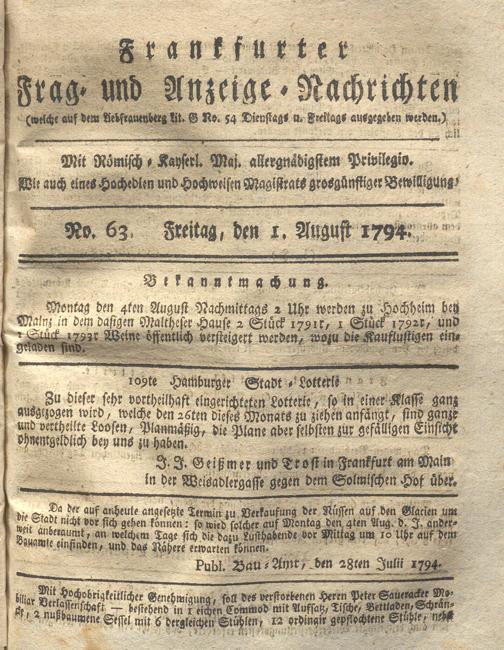 Frankfurter
Frag- und Anzeige-Nachrichten
(welche auf dem Liebfrauenberg Lit. G No. 54 Dienstags u. Freitags ausgegeben werden.)
Mit Römisch-Kayserl. Maj. allergnädigstem Privilegio.
Wie auch eines Hochedlen und Hochweisen Magistrats grosgünstiger Bewilligung.
No. 63. Freitag, den 1. August 1794.
Bekanntmachung.
Montag den 4ten August Nachmittags 2 Uhr werden zu Hochheim bey
Mainz in dem dasigen Maltheser Hause 2 Stück 1791r, 1 Stück 1792r, und
1 Stück 1793r Weine öffentlich versteigert werden, wozu die Kauflustigen ein-
geladen sind.
109te Hamburger Stadt-Lotterie
Zu dieser sehr vortheilhaft eingerichteten Lotterie, so in einer Klasse ganz
ausgezogen wird, welche den 26ten dieses Monats zu ziehen anfängt, sind ganze
und vertheilte Loosen, Planmäßig, die Plane aber selbsten zur gefälligen Einsicht
ohnentgeldlich bey uns zu haben.
J. J. Geißmer und Trost in Frankfurt am Main
in der Weisadlergasse gegen dem Solmischen Hof über.
Da der auf anheute angesezte Termin zu Verkaufung der Nüssen auf den Glacien um
die Stadt nicht vor sich gehen können: so wird solcher auf Montag den 4ten Aug. d. J. ander-
weit anberaumt, an welchem Tage sich die dazu Lusthabende vor Mittag um 10 Uhr auf dem
Bauamte einfinden, und das Nähere erwarten können.
Publ. Bau-Amt, den 28ten Julii 1794.
Mit Hochobrigkeitlicher Genehmigung, soll des verstorbenen Herrn Peter Saueracker Mo-
biliar Verlassenschaft — bestehend in 1 eichen Commod mit Aufsatz, Tische, Bettladen, Schrän-
ke, 2 nußbaumene Sessel mit 6 dergleichen Stühlen, 12 ordinair geflochtene Stühle, nebst